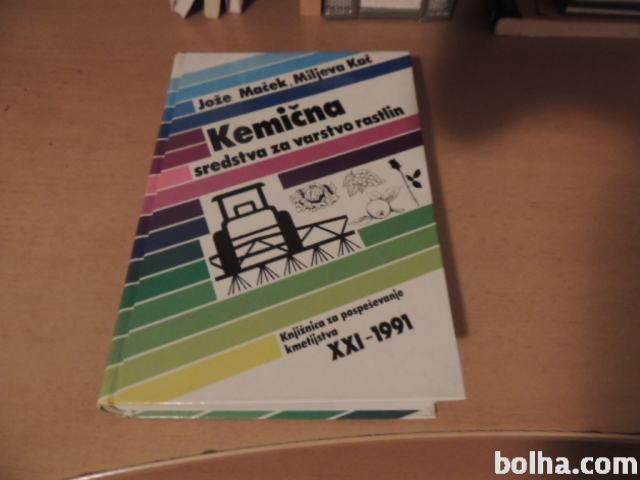 Jože Maček, Miljeva Kač
Kemična
sredstva za varstvo rastlin
Knjižnica za pospeševanje
kmetijstva
XXI-1991
bolha.com